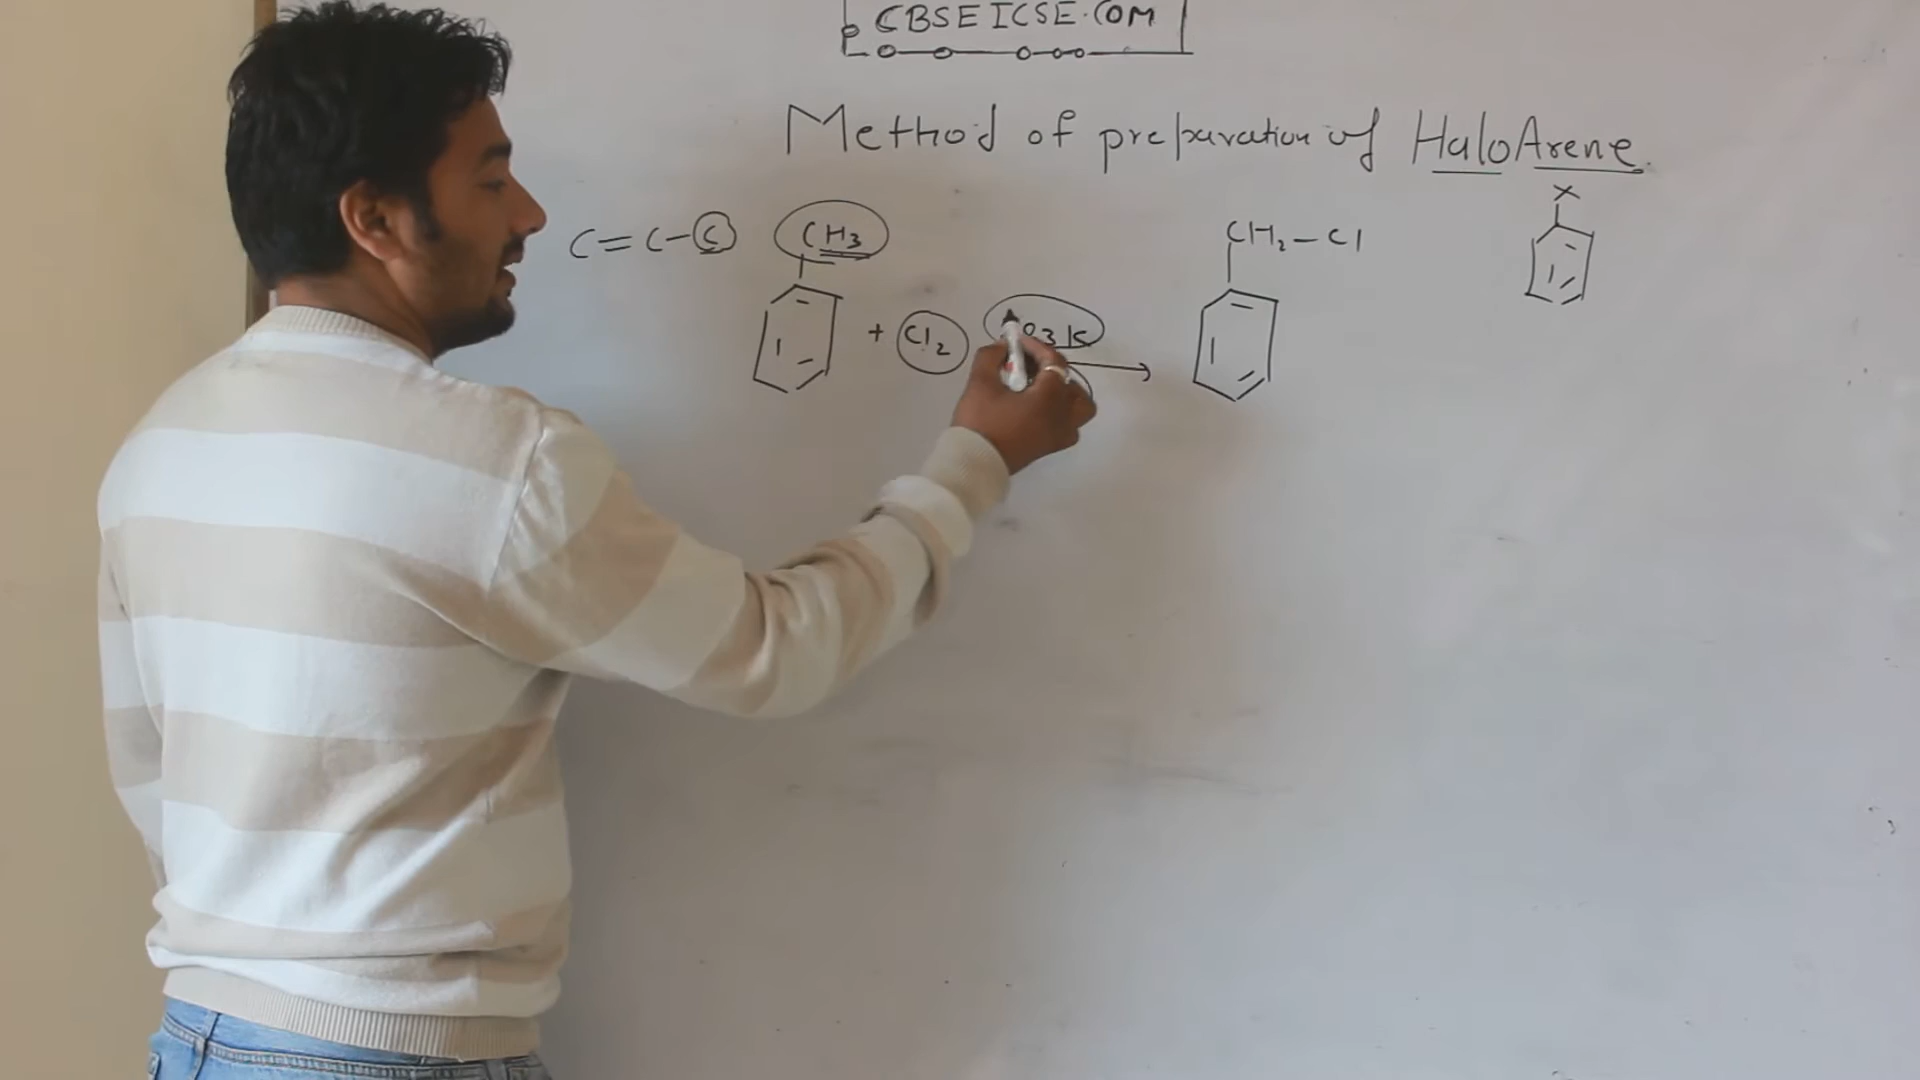 CBSEICSE.COM
Method of preparation of HaloArene.
X
C=C-C CH3 CH2-Cl
+ Cl2